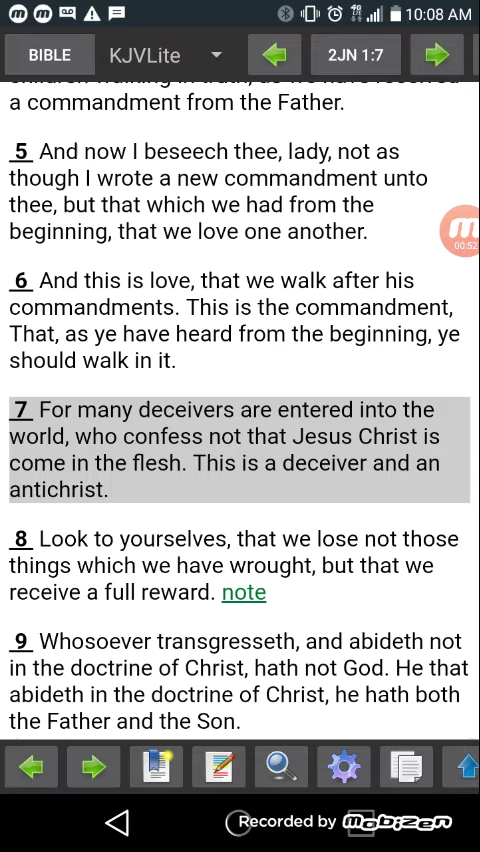 10:08 AM
BIBLE KJVLite 2JN 1:7
a commandment from the Father.
5 And now I beseech thee, lady, not as
though I wrote a new commandment unto
thee, but that which we had from the
beginning, that we love one another.
00:52
6 And this is love, that we walk after his
commandments. This is the commandment,
That, as ye have heard from the beginning, ye
should walk in it.
7 For many deceivers are entered into the
world, who confess not that Jesus Christ is
come in the flesh. This is a deceiver and an
antichrist.
8 Look to yourselves, that we lose not those
things which we have wrought, but that we
receive a full reward. note
9 Whosoever transgresseth, and abideth not
in the doctrine of Christ, hath not God. He that
abideth in the doctrine of Christ, he hath both
the Father and the Son.
Recorded by mobizen